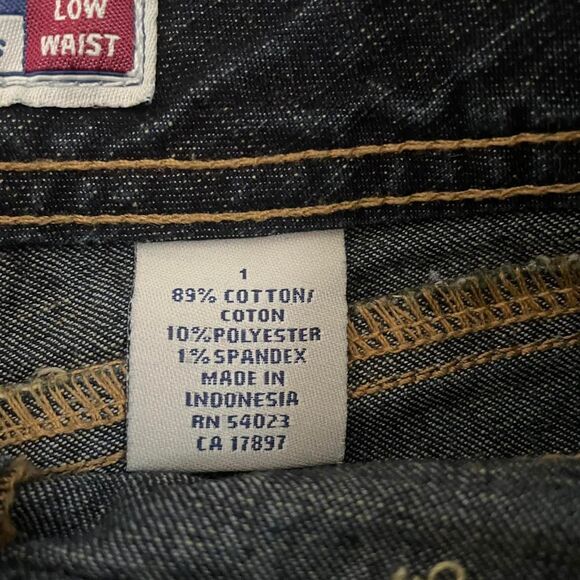 LOW
WAIST
s
1
89% COTTON/
COTON
10% POLYESTER
1% SPANDEX
MADE IN
INDONESIA
RN 54023
CA 17897